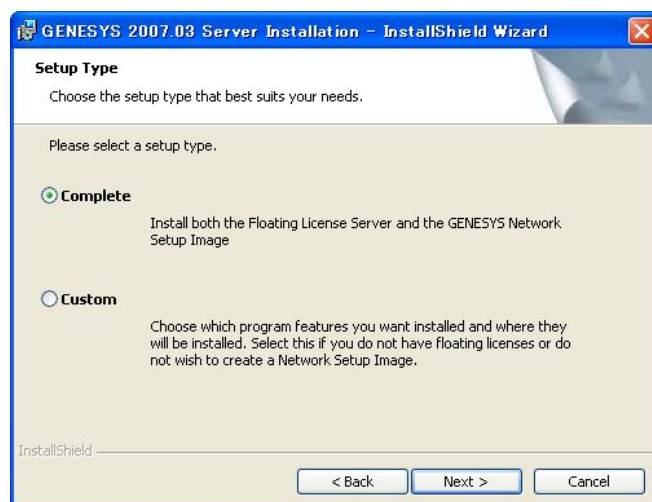 GENESYS 2007.03 Server Installation - InstallShield Wizard
Setup Type
Choose the setup type that best suits your needs.
Please select a setup type.
Complete
Install both the Floating License Server and the GENESYS Network
Setup Image
Custom
Choose which program features you want installed and where they
will be installed. Select this if you do not have floating licenses or do
not wish to create a Network Setup Image.
InstallShield
< Back
Next >
Cancel